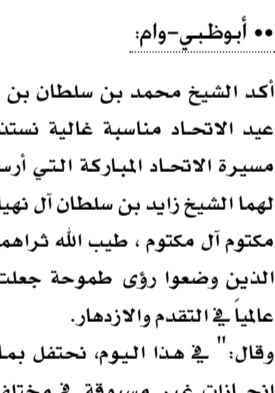 •• أبوظبي-وام:
أكد الشيخ محمد بن سلطان بن
عيد الاتحاد مناسبة غالية نستذ
مسيرة الاتحاد المباركة التي أرس
لهما الشيخ زايد بن سلطان آل نهيا
مكتوم آل مكتوم ، طيب الله ثراهم
الذين وضعوا رؤى طموحة جعلت
عالمياً في التقدم والازدهار.
وقال:" في هذا اليوم، نحتفل بما